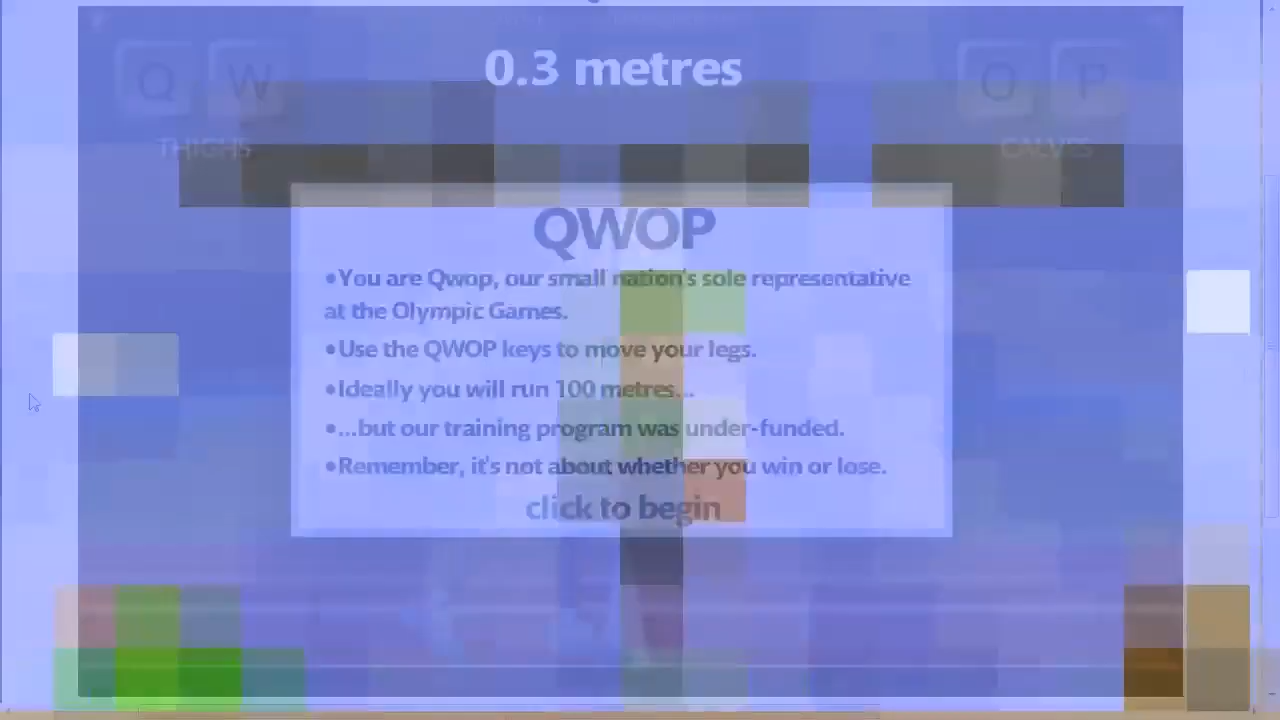 0.3 metres
Q W O P
THIGHS CALVES
QWOP
•You are Qwop, our small nation's sole representative
at the Olympic Games.
•Use the QWOP keys to move your legs.
•Ideally you will run 100 metres...
•...but our training program was under-funded.
•Remember, it's not about whether you win or lose.
click to begin